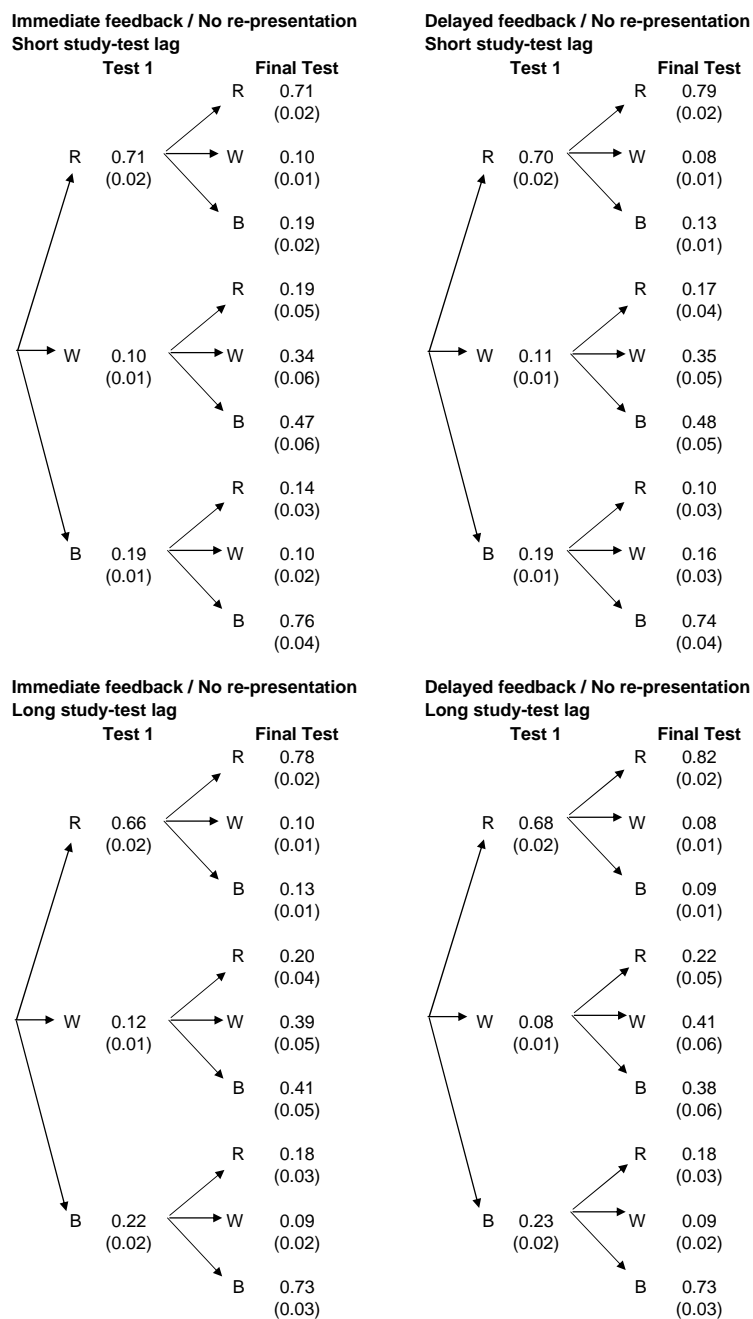 Immediate feedback / No re-presentation
Short study-test lag
Test 1 Final Test
R 0.71
(0.02)
R 0.71 W 0.10
(0.02) (0.01)
B 0.19
(0.02)
R 0.19
(0.05)
W 0.10 W 0.34
(0.01) (0.06)
B 0.47
(0.06)
R 0.14
(0.03)
B 0.19 W 0.10
(0.01) (0.02)
B 0.76
(0.04)
Delayed feedback / No re-presentation
Short study-test lag
Test 1 Final Test
R 0.79
(0.02)
R 0.70 W 0.08
(0.02) (0.01)
B 0.13
(0.01)
R 0.17
(0.04)
W 0.11 W 0.35
(0.01) (0.05)
B 0.48
(0.05)
R 0.10
(0.03)
B 0.19 W 0.16
(0.01) (0.03)
B 0.74
(0.04)
Immediate feedback / No re-presentation
Long study-test lag
Test 1 Final Test
R 0.78
(0.02)
R 0.66 W 0.10
(0.02) (0.01)
B 0.13
(0.01)
R 0.20
(0.04)
W 0.12 W 0.39
(0.01) (0.05)
B 0.41
(0.05)
R 0.18
(0.03)
B 0.22 W 0.09
(0.02) (0.02)
B 0.73
(0.03)
Delayed feedback / No re-presentation
Long study-test lag
Test 1 Final Test
R 0.82
(0.02)
R 0.68 W 0.08
(0.02) (0.01)
B 0.09
(0.01)
R 0.22
(0.05)
W 0.08 W 0.41
(0.01) (0.06)
B 0.38
(0.06)
R 0.18
(0.03)
B 0.23 W 0.09
(0.02) (0.02)
B 0.73
(0.03)